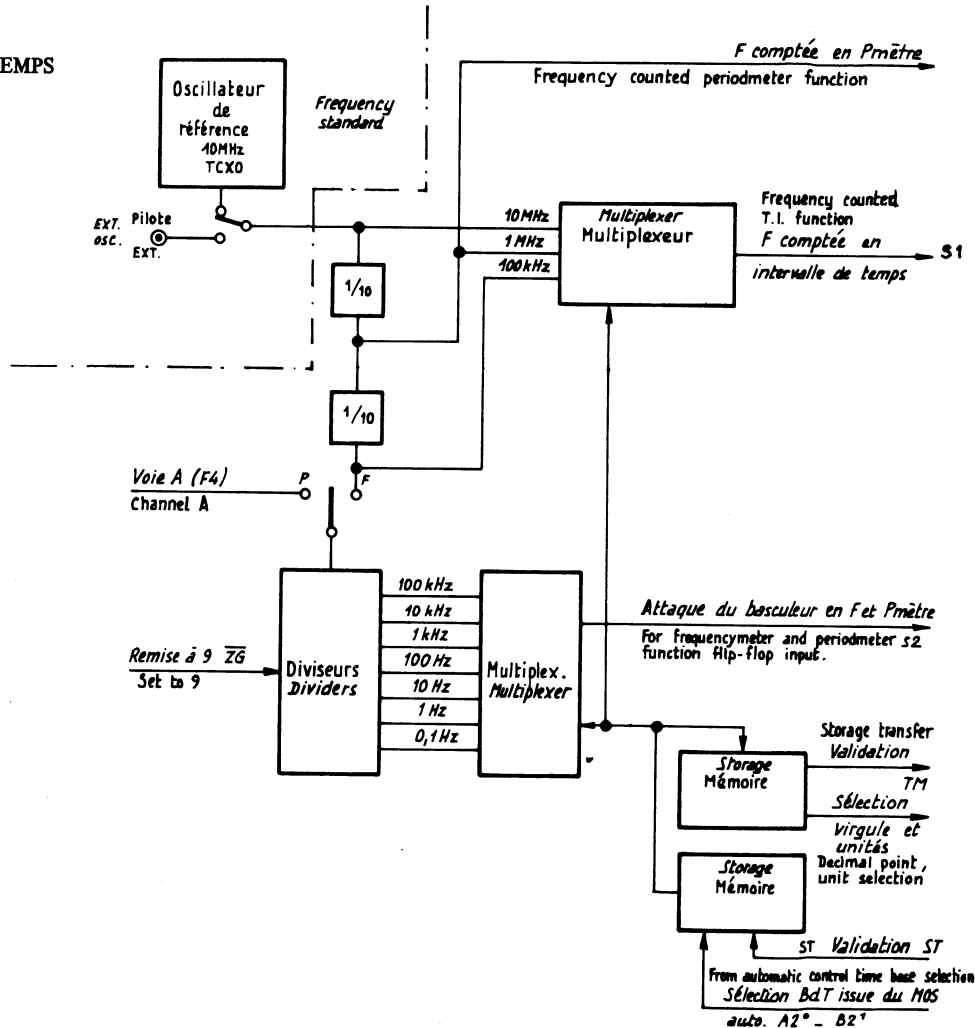 EMPS
Oscillateur
de
référence
10MHz
TCXO
Frequency
standard
F comptée en Pmètre
Frequency counted periodmeter function
EXT.
OSC.
Pilote
EXT.
10MHz
1MHz
100kHz
Multiplexer
Multiplexeur
Frequency counted
T.I. function
F comptée en
intervalle de temps
S1
1/10
1/10
Voie A (F4)
Channel A
P
F
Remise à 9 Z̅G̅
Set to 9
Diviseurs
Dividers
100 kHz
10 kHz
1 kHz
100 Hz
10 Hz
1 Hz
0,1 Hz
Multiplex.
Multiplexer
Attaque du basculeur en F et Pmètre
For frequencymeter and periodmeter S2
function flip-flop input.
Storage
Mémoire
Storage transfer
Validation
TM
Sélection
Virgule et
unités
Decimal point,
unit selection
Storage
Mémoire
ST Validation ST
From automatic control time base selection
Sélection BdT issue du MOS
auto. A2° _ B2¹